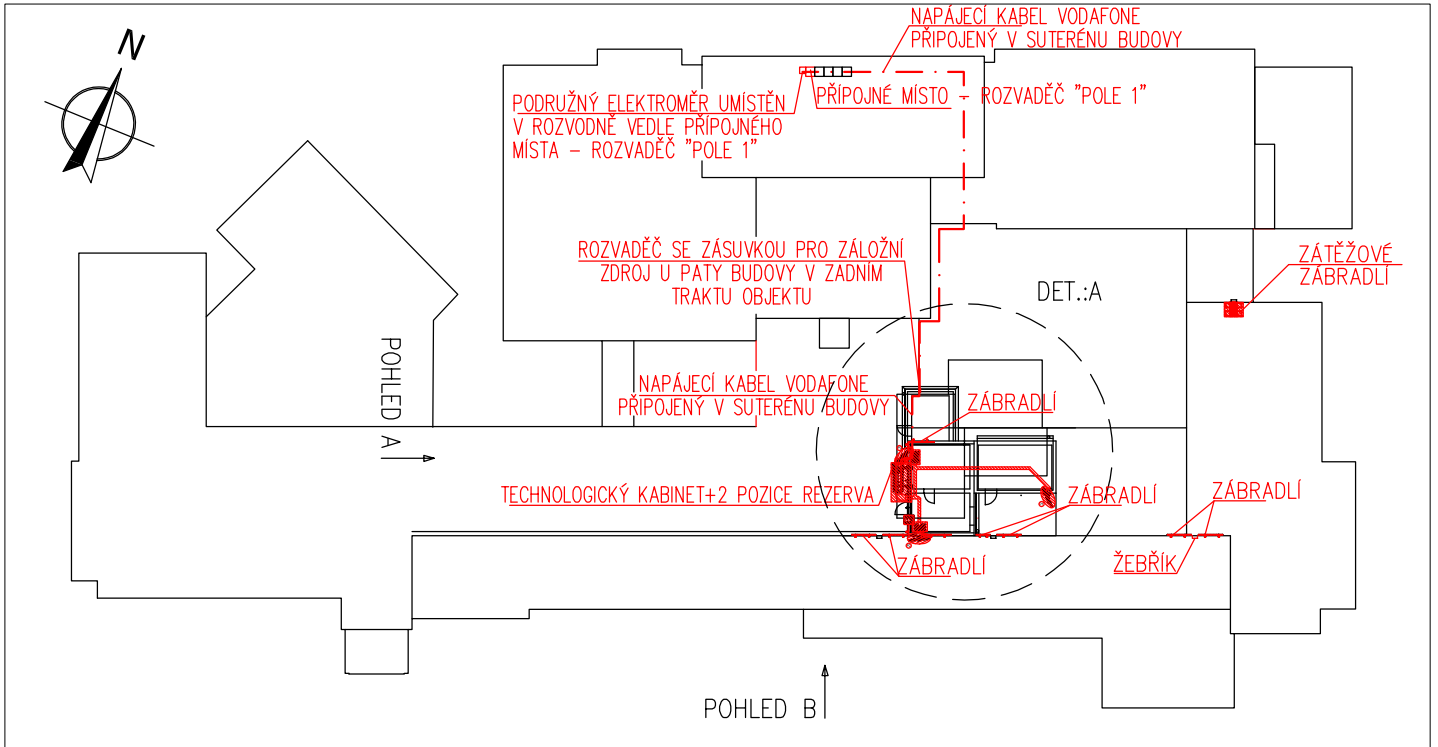 N
NAPÁJECÍ KABEL VODAFONE
PŘIPOJENÝ V SUTERÉNU BUDOVY
PODRUŽNÝ ELEKTROMĚR UMÍSTĚN
V ROZVODNĚ VEDLE PŘÍPOJNÉHO
MÍSTA – ROZVADĚČ "POLE 1"
PŘÍPOJNÉ MÍSTO – ROZVADĚČ "POLE 1"
ROZVADĚČ SE ZÁSUVKOU PRO ZÁLOŽNÍ
ZDROJ U PATY BUDOVY V ZADNÍM
TRAKTU OBJEKTU
DET.:A
ZÁTĚŽOVÉ
ZÁBRADLÍ
POHLED A
NAPÁJECÍ KABEL VODAFONE
PŘIPOJENÝ V SUTERÉNU BUDOVY
ZÁBRADLÍ
TECHNOLOGICKÝ KABINET+2 POZICE REZERVA
ZÁBRADLÍ
ZÁBRADLÍ
ZÁBRADLÍ
ŽEBŘÍK
POHLED B